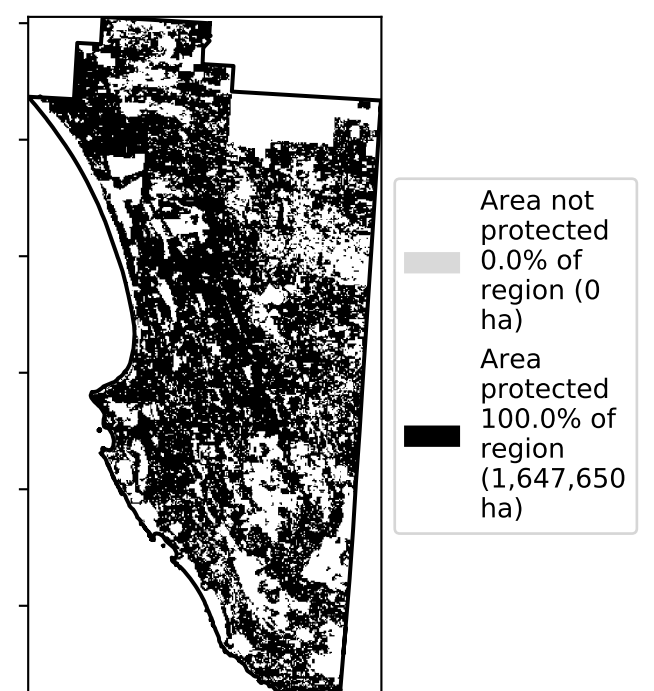 Area not
protected
0.0% of
region (0
ha)
Area
protected
100.0% of
region
(1,647,650
ha)